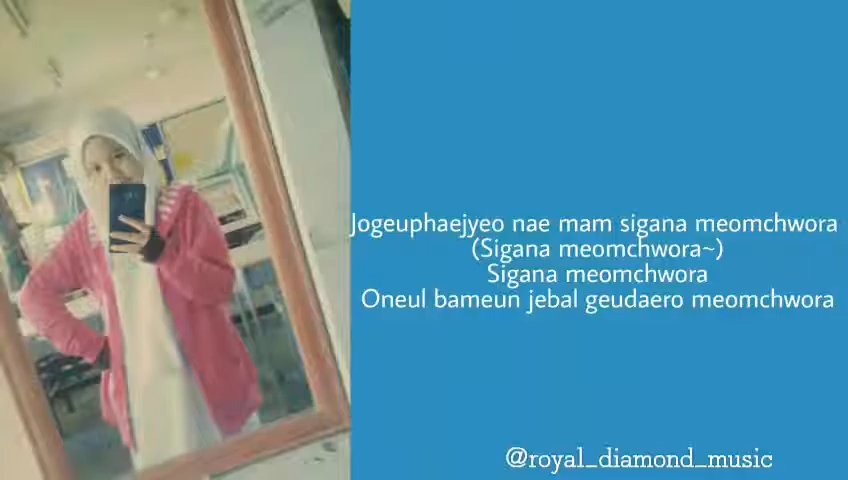 Jogeuphaejyeo nae mam sigana meomchwora
(Sigana meomchwora~)
Sigana meomchwora
Oneul bameun jebal geudaero meomchwora
@royal_diamond_music